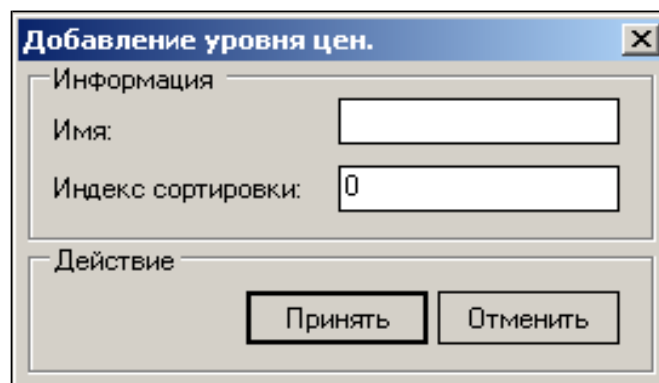 Добавление уровня цен.
Информация
Имя:
Индекс сортировки: 0
Действие
Принять Отменить